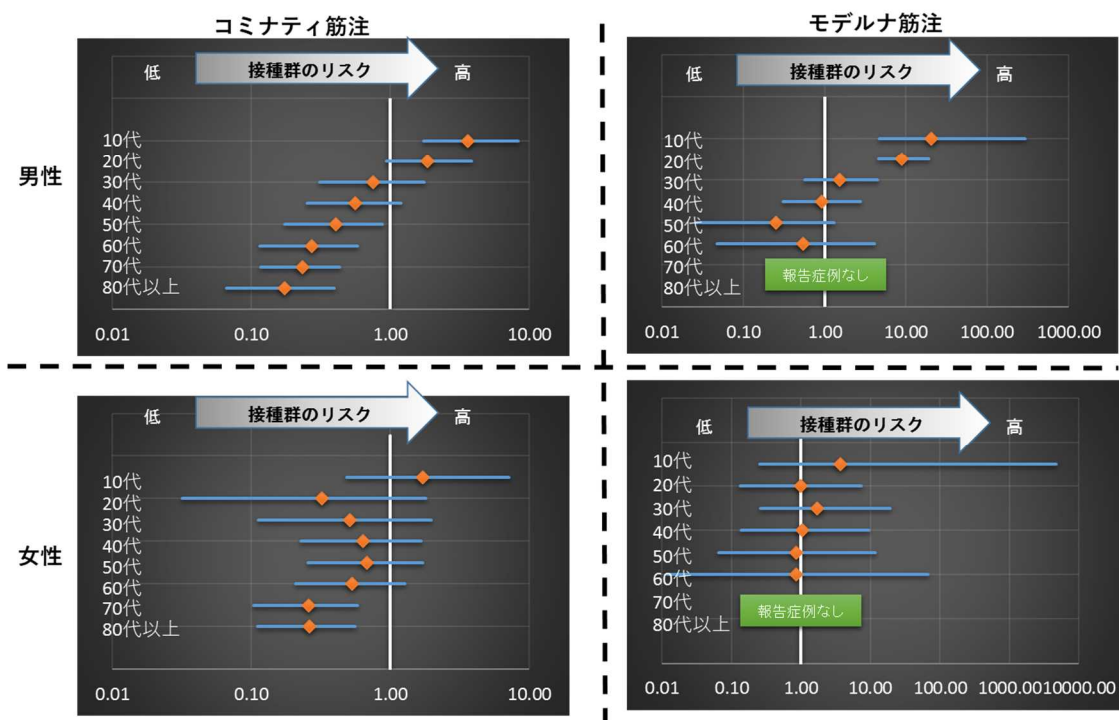 コミナティ筋注
モデルナ筋注
男性
低 接種群のリスク 高
10代
20代
30代
40代
50代
60代
70代
80代以上
0.01 0.10 1.00 10.00
低 接種群のリスク 高
10代
20代
30代
40代
50代
60代
70代 報告症例なし
80代以上
0.01 0.10 1.00 10.00 100.00 1000.00
女性
低 接種群のリスク 高
10代
20代
30代
40代
50代
60代
70代
80代以上
0.01 0.10 1.00 10.00
低 接種群のリスク 高
10代
20代
30代
40代
50代
60代
70代 報告症例なし
80代以上
0.01 0.10 1.00 10.00 100.00 1000.00 10000.00